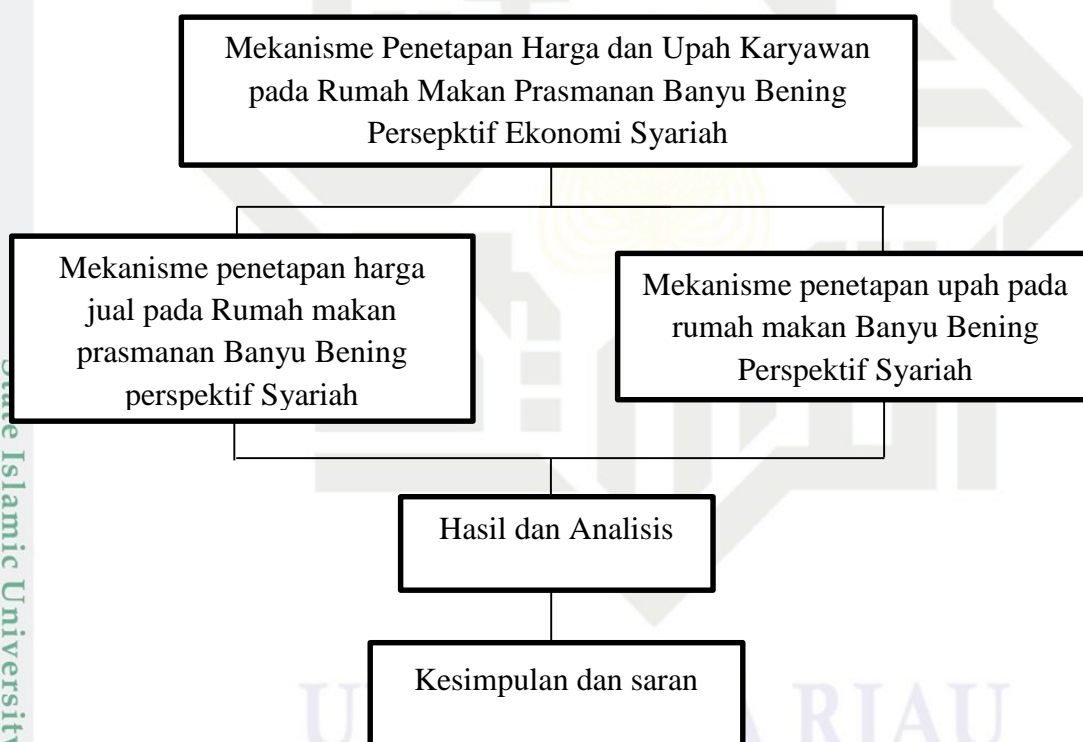 Mekanisme Penetapan Harga dan Upah Karyawan
pada Rumah Makan Prasmanan Banyu Bening
Persepktif Ekonomi Syariah
Mekanisme penetapan harga
jual pada Rumah makan
prasmanan Banyu Bening
perspektif Syariah
Mekanisme penetapan upah pada
rumah makan Banyu Bening
Perspektif Syariah
Hasil dan Analisis
Kesimpulan dan saran
State Islamic University
RIAU